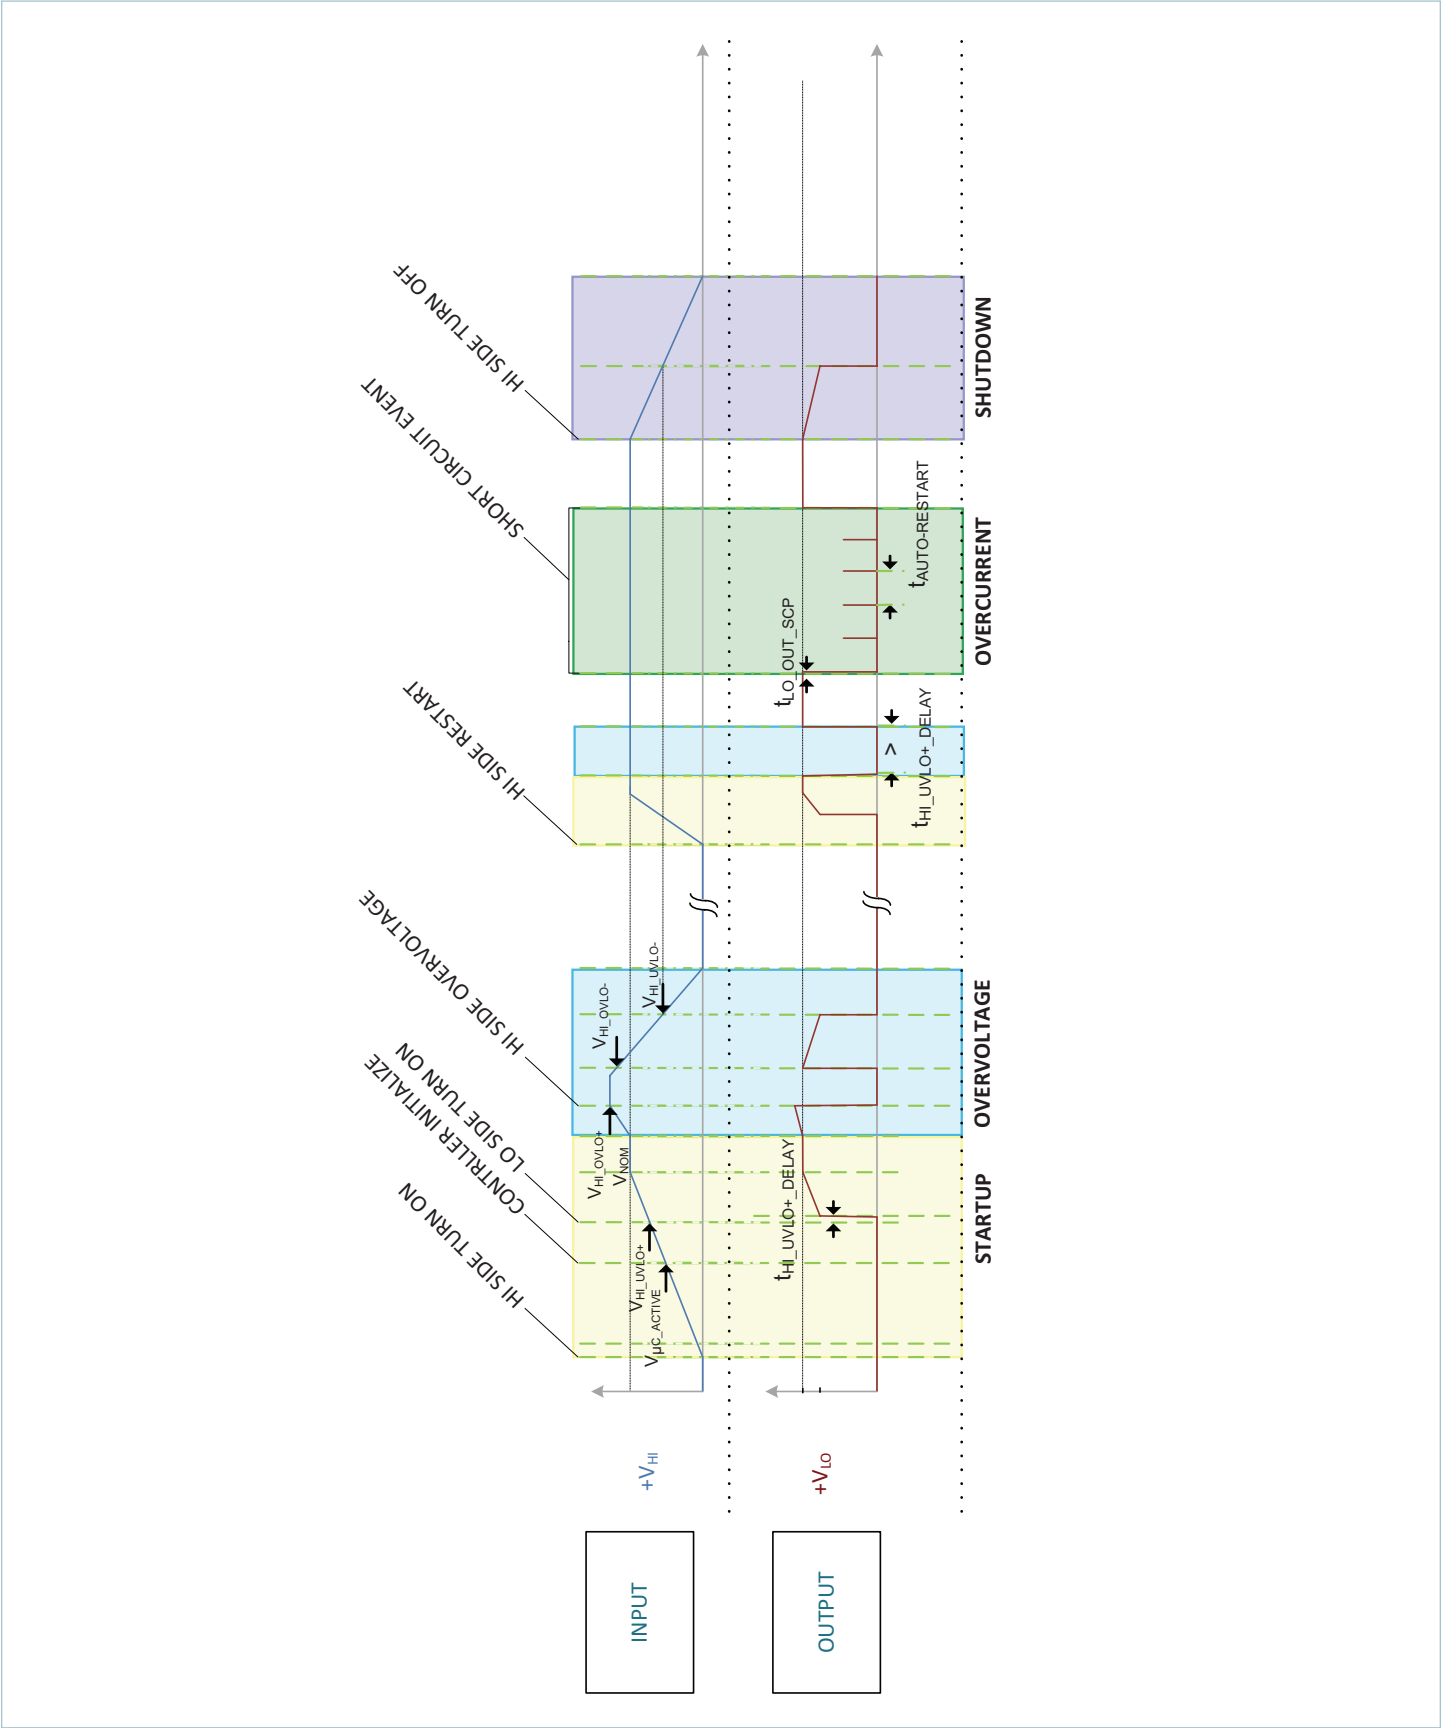 HI SIDE TURN ON
CONTRLLER INITIALIZE
LO SIDE TURN ON
HI SIDE OVERVOLTAGE
HI SIDE RESTART
SHORT CIRCUIT EVENT
HI SIDE TURN OFF
INPUT
+VHI
VµC_ACTIVE
VHI_UVLO+
VNOM
VHI_OVLO+
VHI_OVLO-
VHI_UVLO-
OUTPUT
+VLO
tHI_UVLO+_DELAY
tLO_OUT_SCP
>
tHI_UVLO+_DELAY
tAUTO-RESTART
STARTUP
OVERVOLTAGE
OVERCURRENT
SHUTDOWN